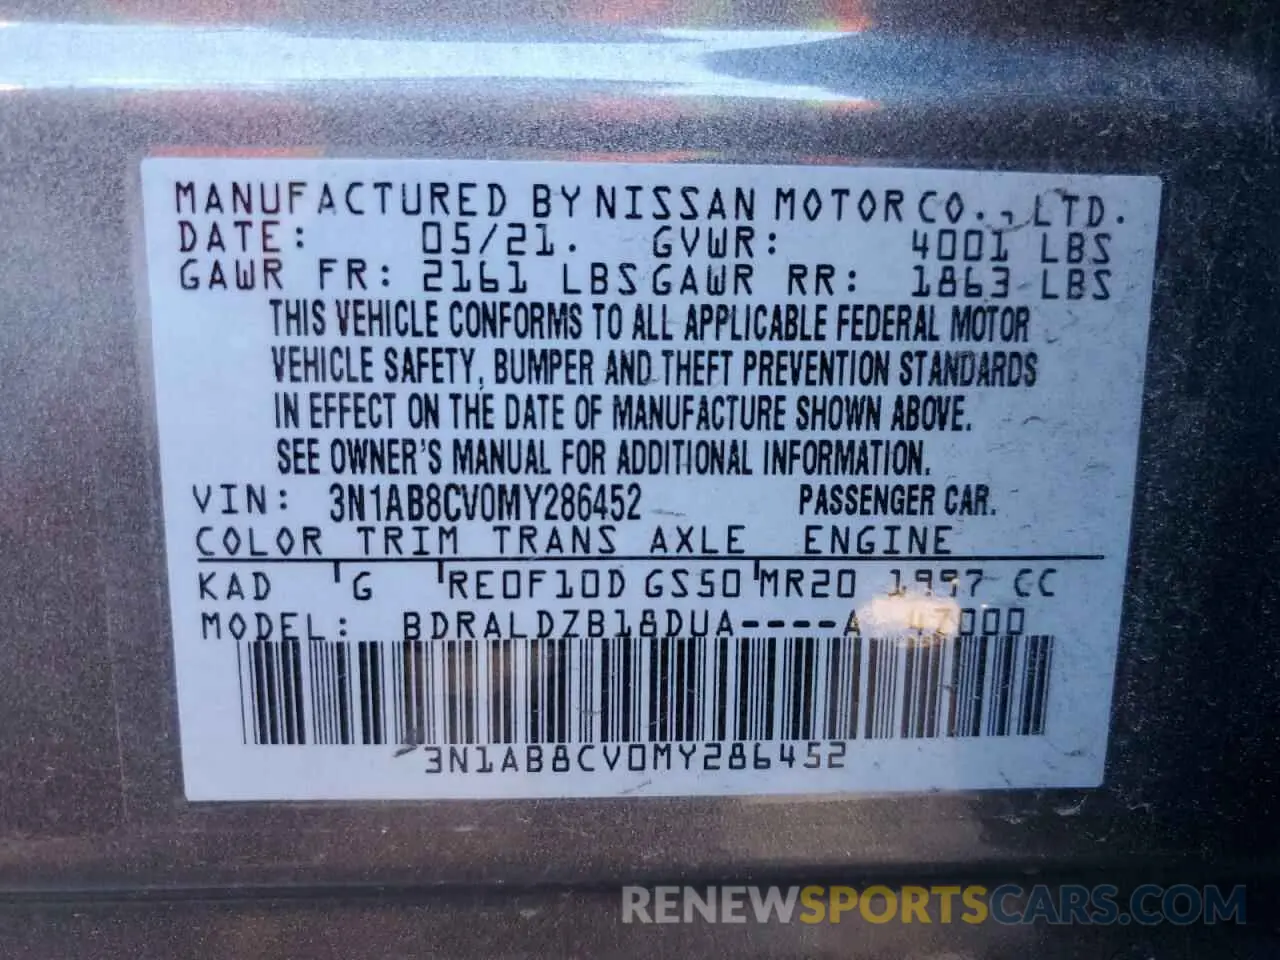 MANUFACTURED BY NISSAN MOTOR CO., LTD.
DATE: 05/21. GVWR: 4001 LBS
GAWR FR: 2161 LBS GAWR RR: 1863 LBS
THIS VEHICLE CONFORMS TO ALL APPLICABLE FEDERAL MOTOR
VEHICLE SAFETY, BUMPER AND THEFT PREVENTION STANDARDS
IN EFFECT ON THE DATE OF MANUFACTURE SHOWN ABOVE.
SEE OWNER'S MANUAL FOR ADDITIONAL INFORMATION.
VIN: 3N1AB8CV0MY286452 PASSENGER CAR.
COLOR TRIM TRANS AXLE ENGINE
KAD G RE0F10D GS50 MR20 1997 CC
MODEL: BDRALDZB18DUA----A
3N1AB8CV0MY286452
RENEWSPORTSCARS.COM